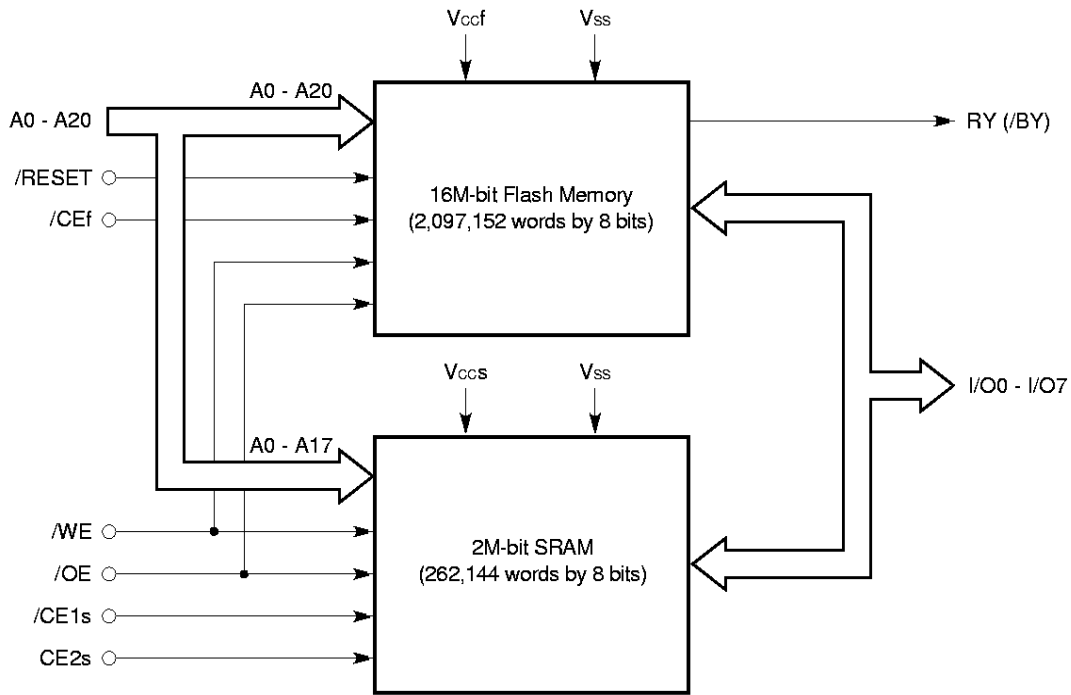 VCCf
VSS
A0 - A20
A0 - A20
RY (/BY)
/RESET
16M-bit Flash Memory
/CEf
(2,097,152 words by 8 bits)
VCCs
VSS
I/O0 - I/O7
A0 - A17
/WE
2M-bit SRAM
/OE
(262,144 words by 8 bits)
/CE1s
CE2s